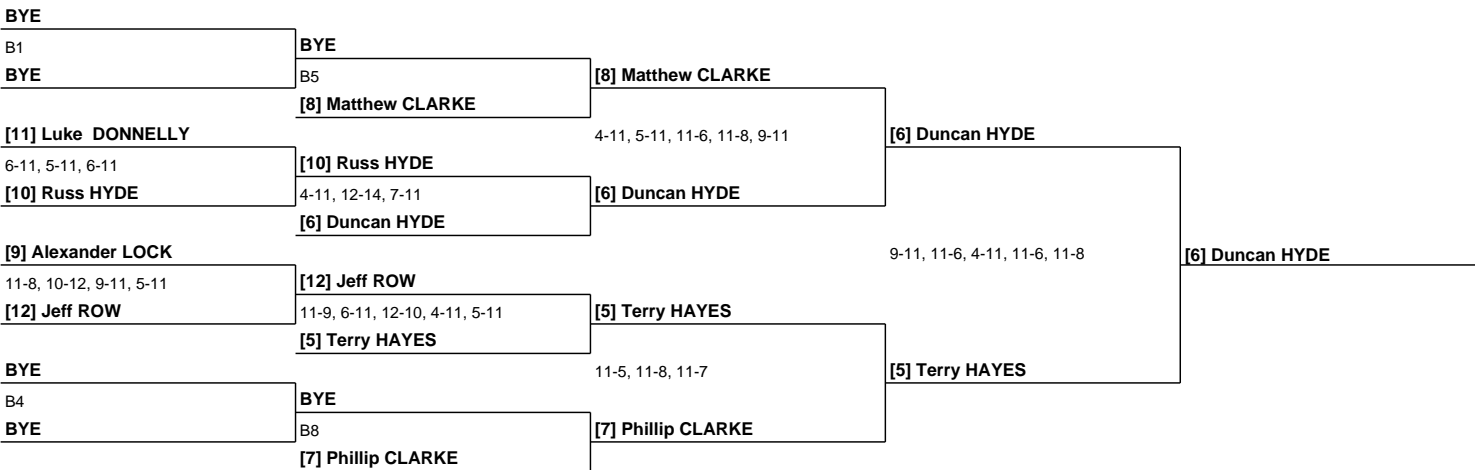 BYE
B1
BYE
BYE
B5
[8] Matthew CLARKE
[8] Matthew CLARKE
[11] Luke  DONNELLY
4-11, 5-11, 11-6, 11-8, 9-11
[6] Duncan HYDE
6-11, 5-11, 6-11
[10] Russ HYDE
[10] Russ HYDE
4-11, 12-14, 7-11
[6] Duncan HYDE
[6] Duncan HYDE
[9] Alexander LOCK
9-11, 11-6, 4-11, 11-6, 11-8
[6] Duncan HYDE
11-8, 10-12, 9-11, 5-11
[12] Jeff ROW
[12] Jeff ROW
11-9, 6-11, 12-10, 4-11, 5-11
[5] Terry HAYES
[5] Terry HAYES
BYE
11-5, 11-8, 11-7
[5] Terry HAYES
B4
BYE
BYE
B8
[7] Phillip CLARKE
[7] Phillip CLARKE